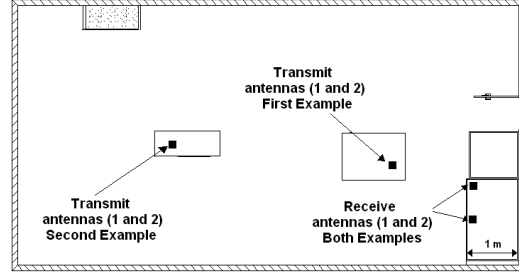 Transmit
antennas (1 and 2)
First Example
Transmit
antennas (1 and 2)
Second Example
Receive
antennas (1 and 2)
Both Examples
1 m